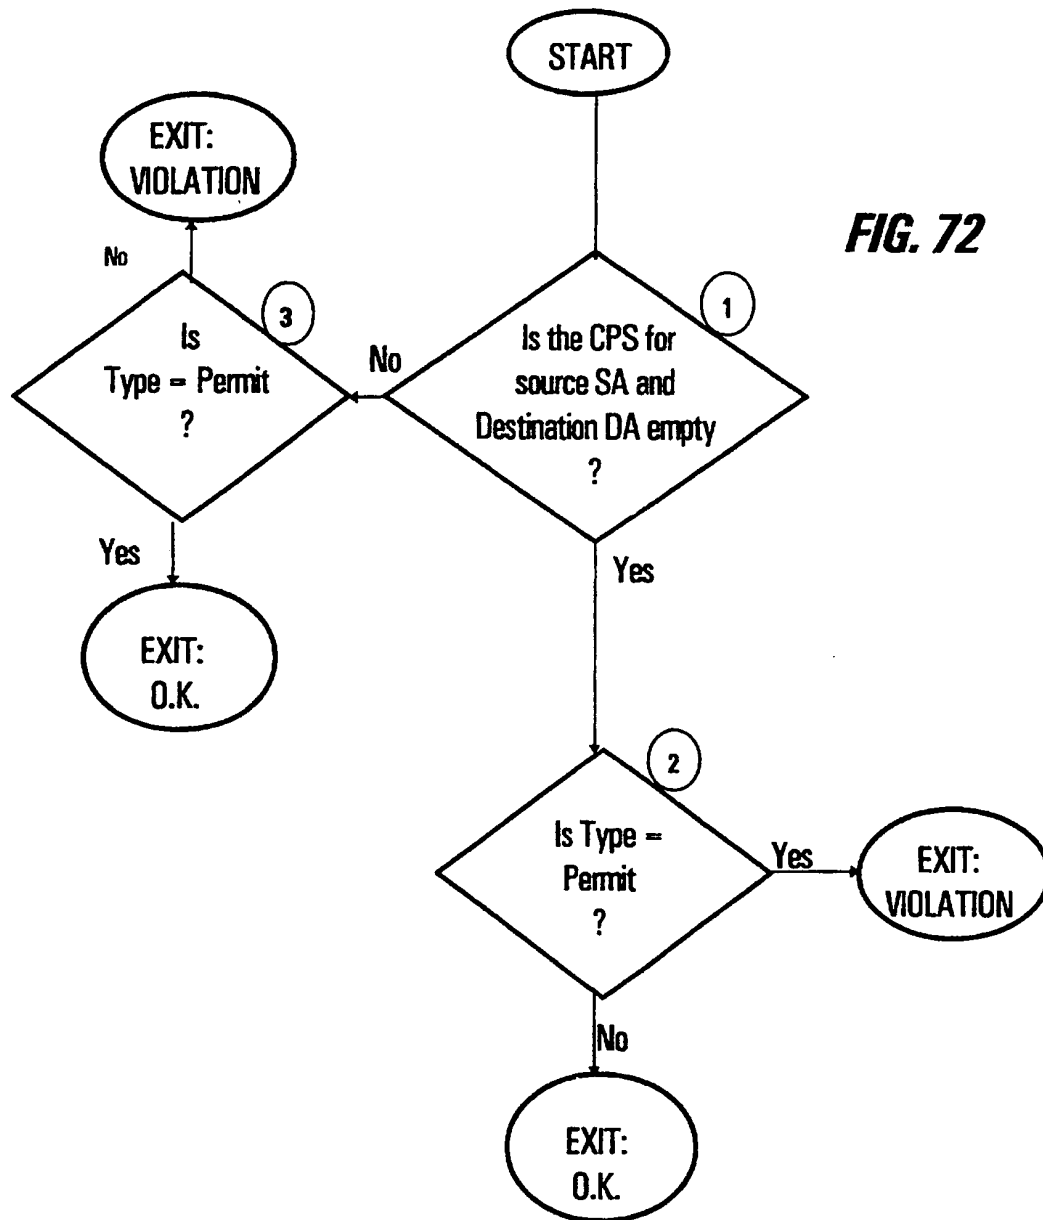 START
EXIT:
VIOLATION
FIG. 72
No
1
3
Is
Type = Permit
?
No
Is the CPS for
source SA and
Destination DA empty
?
Yes
Yes
EXIT:
O.K.
2
Is Type =
Permit
?
Yes
EXIT:
VIOLATION
No
EXIT:
O.K.